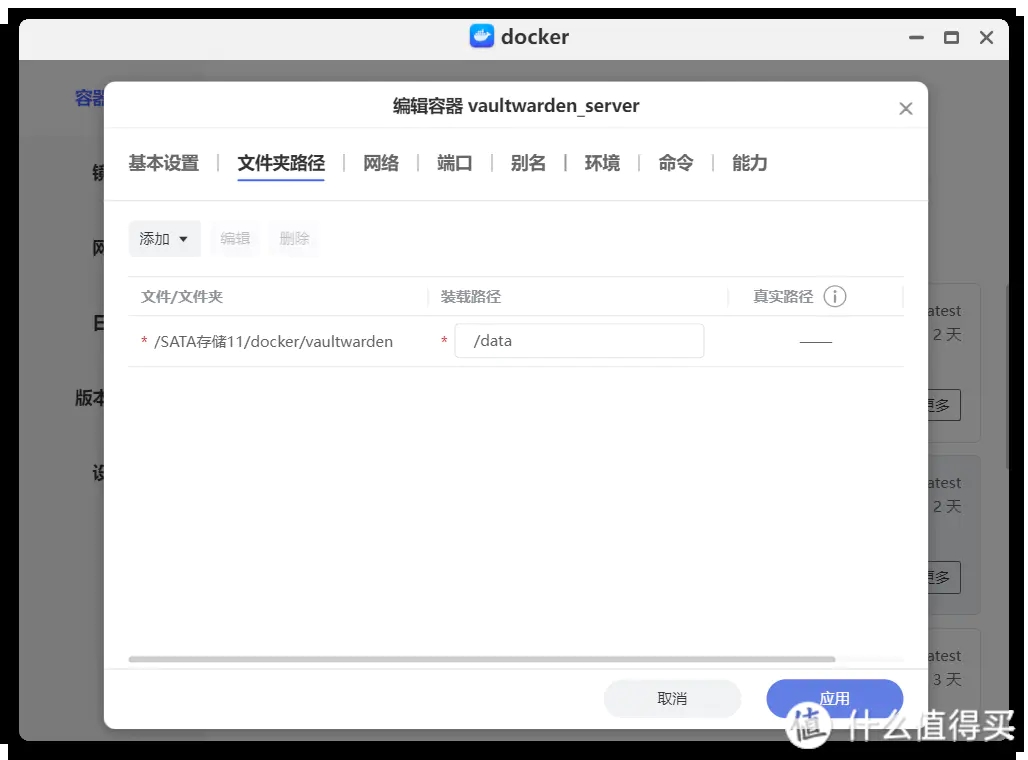 docker
容器
编辑容器 vaultwarden_server
基本设置 | 文件夹路径 | 网络 | 端口 | 别名 | 环境 | 命令 | 能力
添加 编辑 删除
文件/文件夹 装载路径 真实路径
* /SATA存储11/docker/vaultwarden * /data ——
版本
atest
2 天
更多
atest
2 天
更多
atest
3 天
取消 应用
值 什么值得买